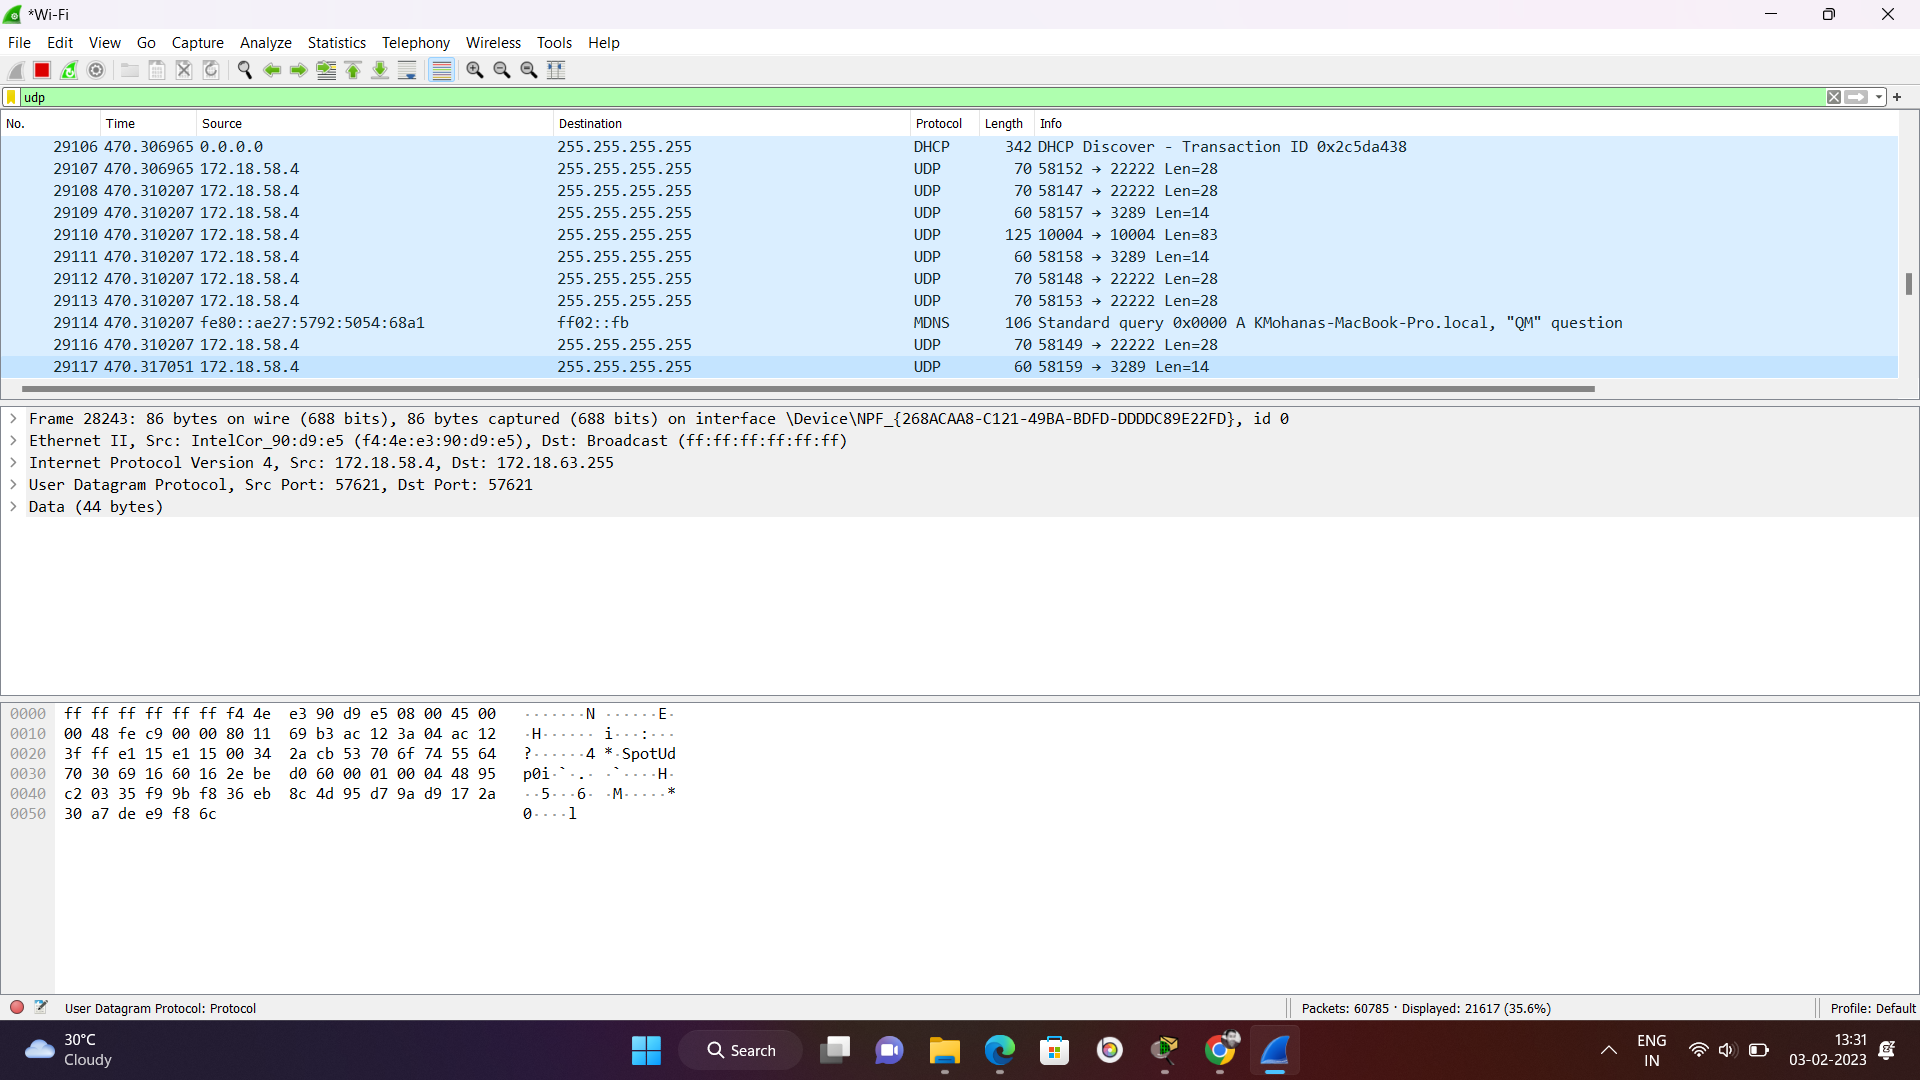 *Wi-Fi
File Edit View Go Capture Analyze Statistics Telephony Wireless Tools Help
udp
No. Time Source Destination Protocol Length Info
29106 470.306965 0.0.0.0 255.255.255.255 DHCP 342 DHCP Discover - Transaction ID 0x2c5da438
29107 470.306965 172.18.58.4 255.255.255.255 UDP 70 58152 → 22222 Len=28
29108 470.310207 172.18.58.4 255.255.255.255 UDP 70 58147 → 22222 Len=28
29109 470.310207 172.18.58.4 255.255.255.255 UDP 60 58157 → 3289 Len=14
29110 470.310207 172.18.58.4 255.255.255.255 UDP 125 10004 → 10004 Len=83
29111 470.310207 172.18.58.4 255.255.255.255 UDP 60 58158 → 3289 Len=14
29112 470.310207 172.18.58.4 255.255.255.255 UDP 70 58148 → 22222 Len=28
29113 470.310207 172.18.58.4 255.255.255.255 UDP 70 58153 → 22222 Len=28
29114 470.310207 fe80::ae27:5792:5054:68a1 ff02::fb MDNS 106 Standard query 0x0000 A KMohanas-MacBook-Pro.local, "QM" question
29116 470.310207 172.18.58.4 255.255.255.255 UDP 70 58149 → 22222 Len=28
29117 470.317051 172.18.58.4 255.255.255.255 UDP 60 58159 → 3289 Len=14
Frame 28243: 86 bytes on wire (688 bits), 86 bytes captured (688 bits) on interface \Device\NPF_{268ACAA8-C121-49BA-BDFD-DDDDC89E22FD}, id 0
Ethernet II, Src: IntelCor_90:d9:e5 (f4:4e:e3:90:d9:e5), Dst: Broadcast (ff:ff:ff:ff:ff:ff)
Internet Protocol Version 4, Src: 172.18.58.4, Dst: 172.18.63.255
User Datagram Protocol, Src Port: 57621, Dst Port: 57621
Data (44 bytes)
0000 ff ff ff ff ff ff f4 4e e3 90 d9 e5 08 00 45 00 ·······N ······E·
0010 00 48 fe c9 00 00 80 11 69 b3 ac 12 3a 04 ac 12 ·H······ i···:···
0020 3f ff e1 15 e1 15 00 34 2a cb 53 70 6f 74 55 64 ?······4 *·SpotUd
0030 70 30 69 16 60 16 2e be d0 60 00 01 00 04 48 95 p0i·`·.· ·`····H·
0040 c2 03 35 f9 9b f8 36 eb 8c 4d 95 d7 9a d9 17 2a ··5···6· ·M·····*
0050 30 a7 de e9 f8 6c 0····l
User Datagram Protocol: Protocol Packets: 60785 · Displayed: 21617 (35.6%) Profile: Default
30°C
Cloudy
Search
ENG
IN
13:31
03-02-2023